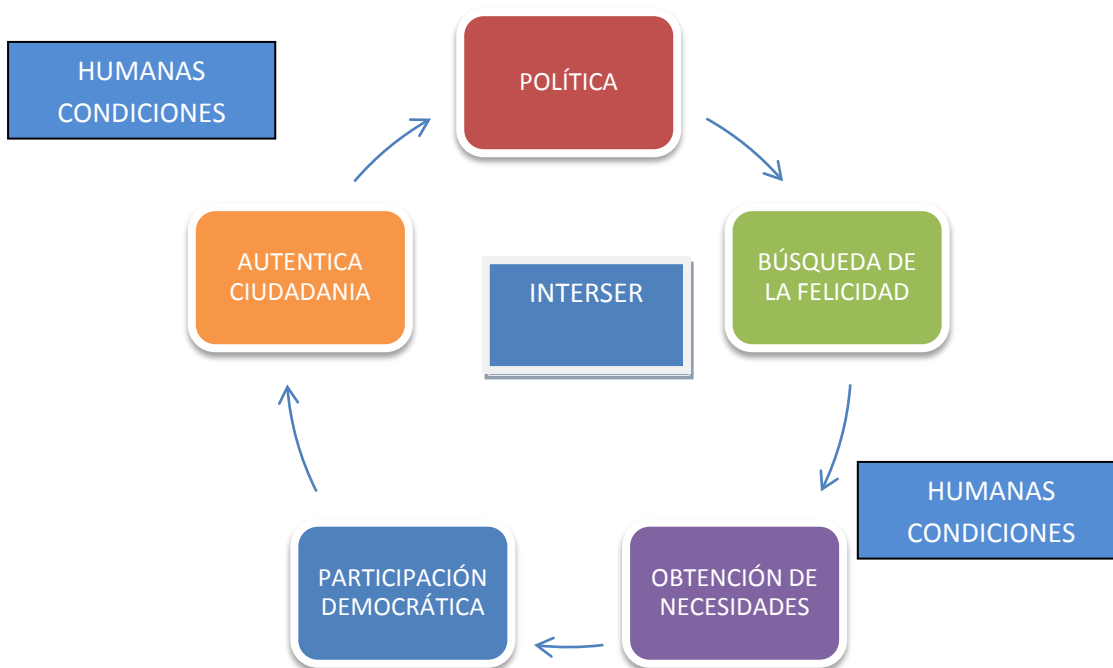 HUMANAS
CONDICIONES
POLÍTICA
AUTENTICA
CIUDADANIA
INTERSER
BÚSQUEDA DE
LA FELICIDAD
HUMANAS
CONDICIONES
PARTICIPACIÓN
DEMOCRÁTICA
OBTENCIÓN DE
NECESIDADES